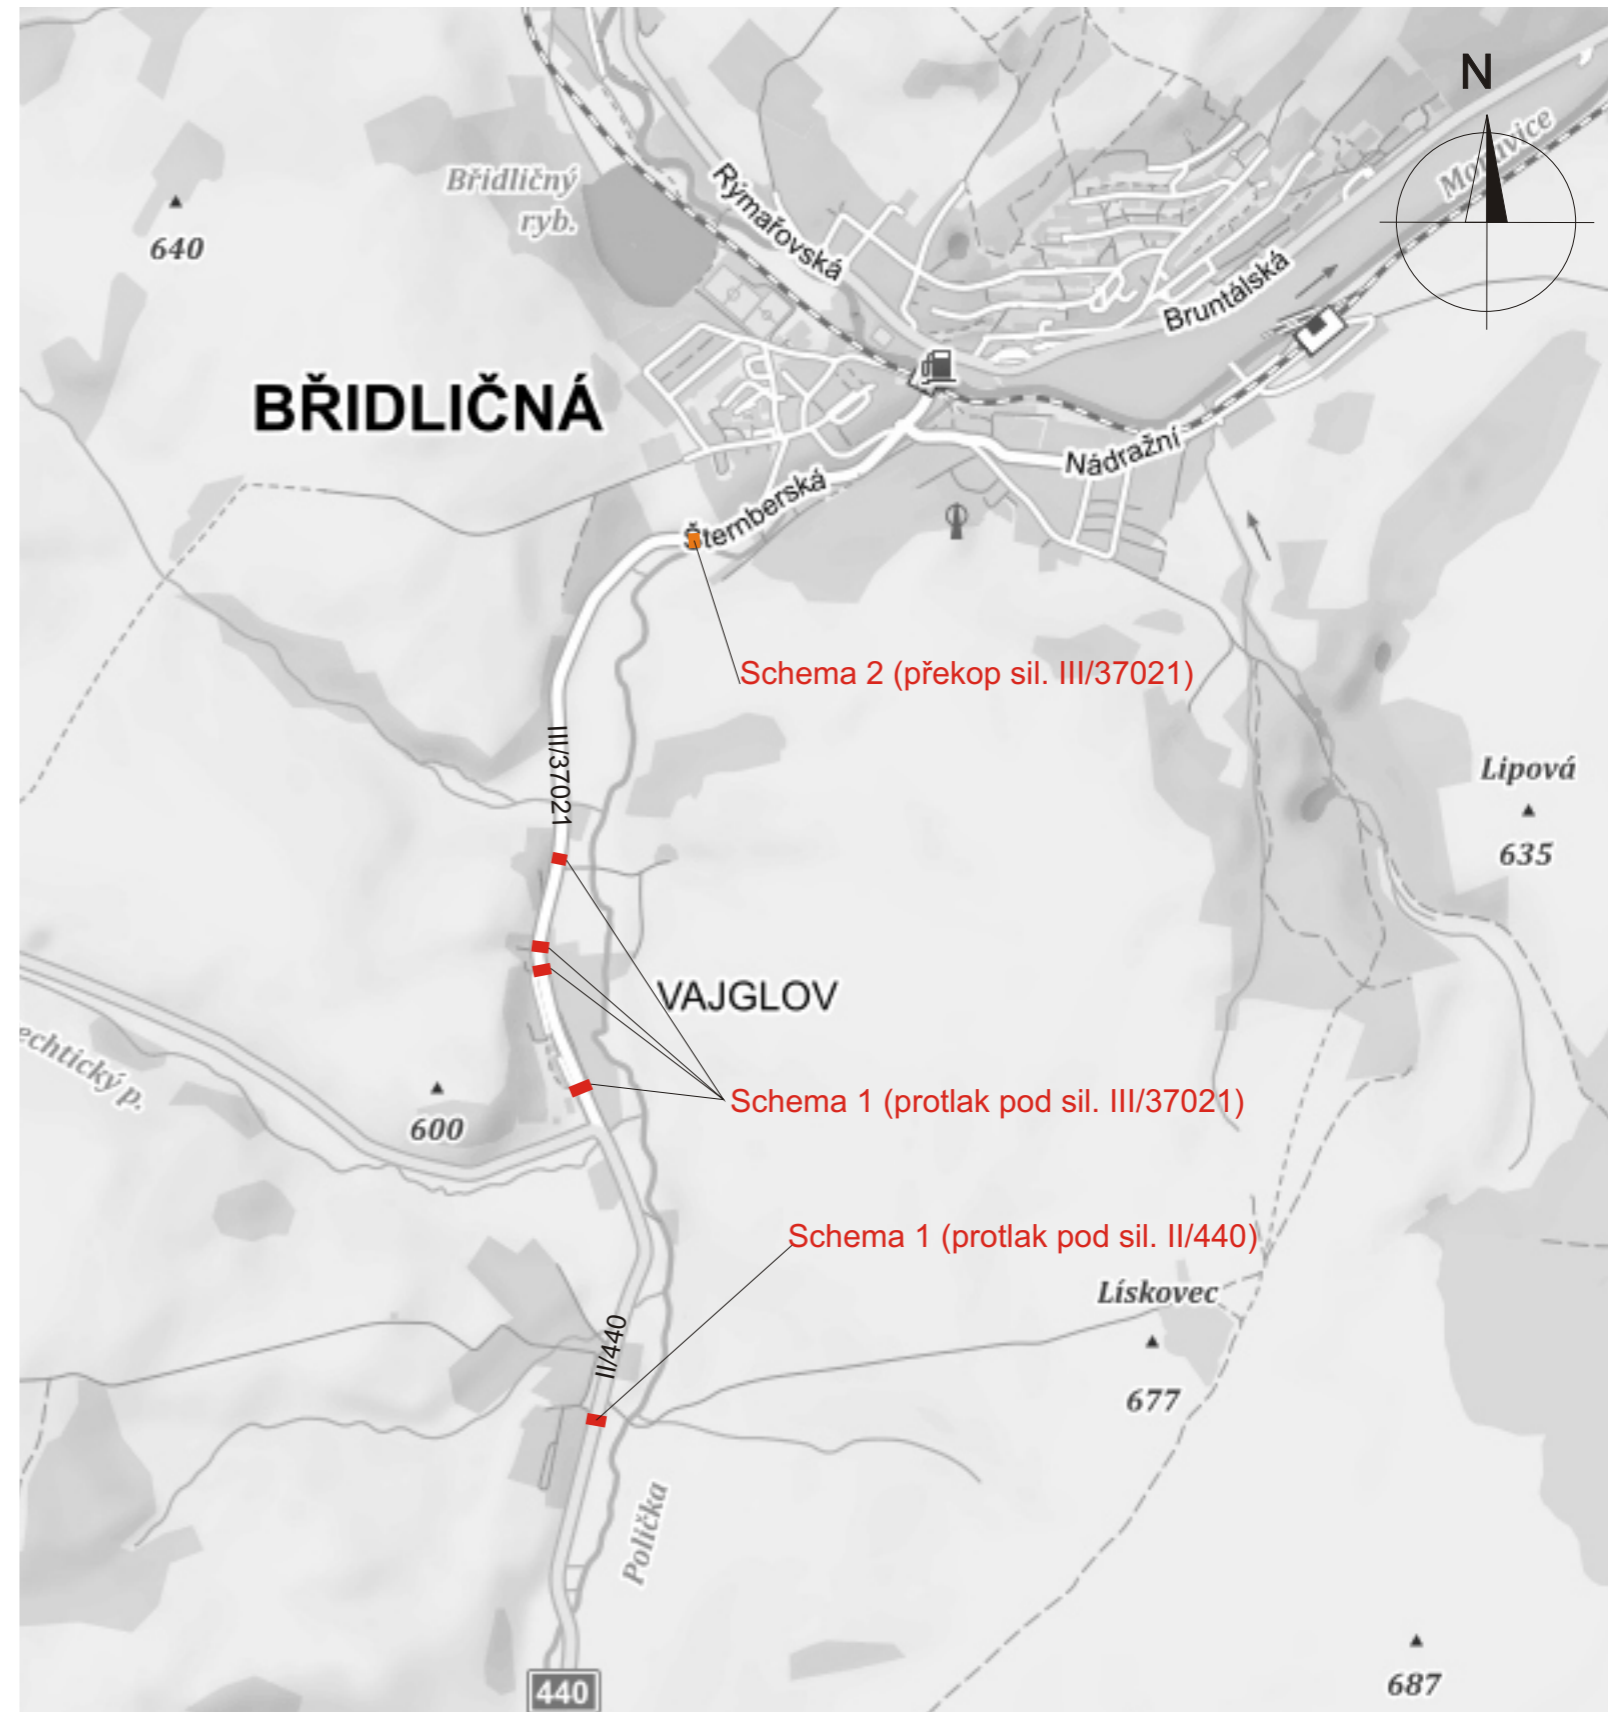 N
Moravice
Břidličný
ryb.
Rýmařovská
640
Bruntálská
BŘIDLIČNÁ
Nádražní
Šternberská
Schema 2 (překop sil. III/37021)
III/37021
Lipová
635
VAJGLOV
echtický p.
600
Schema 1 (protlak pod sil. III/37021)
Schema 1 (protlak pod sil. II/440)
Lískovec
II/440
677
Polička
687
440